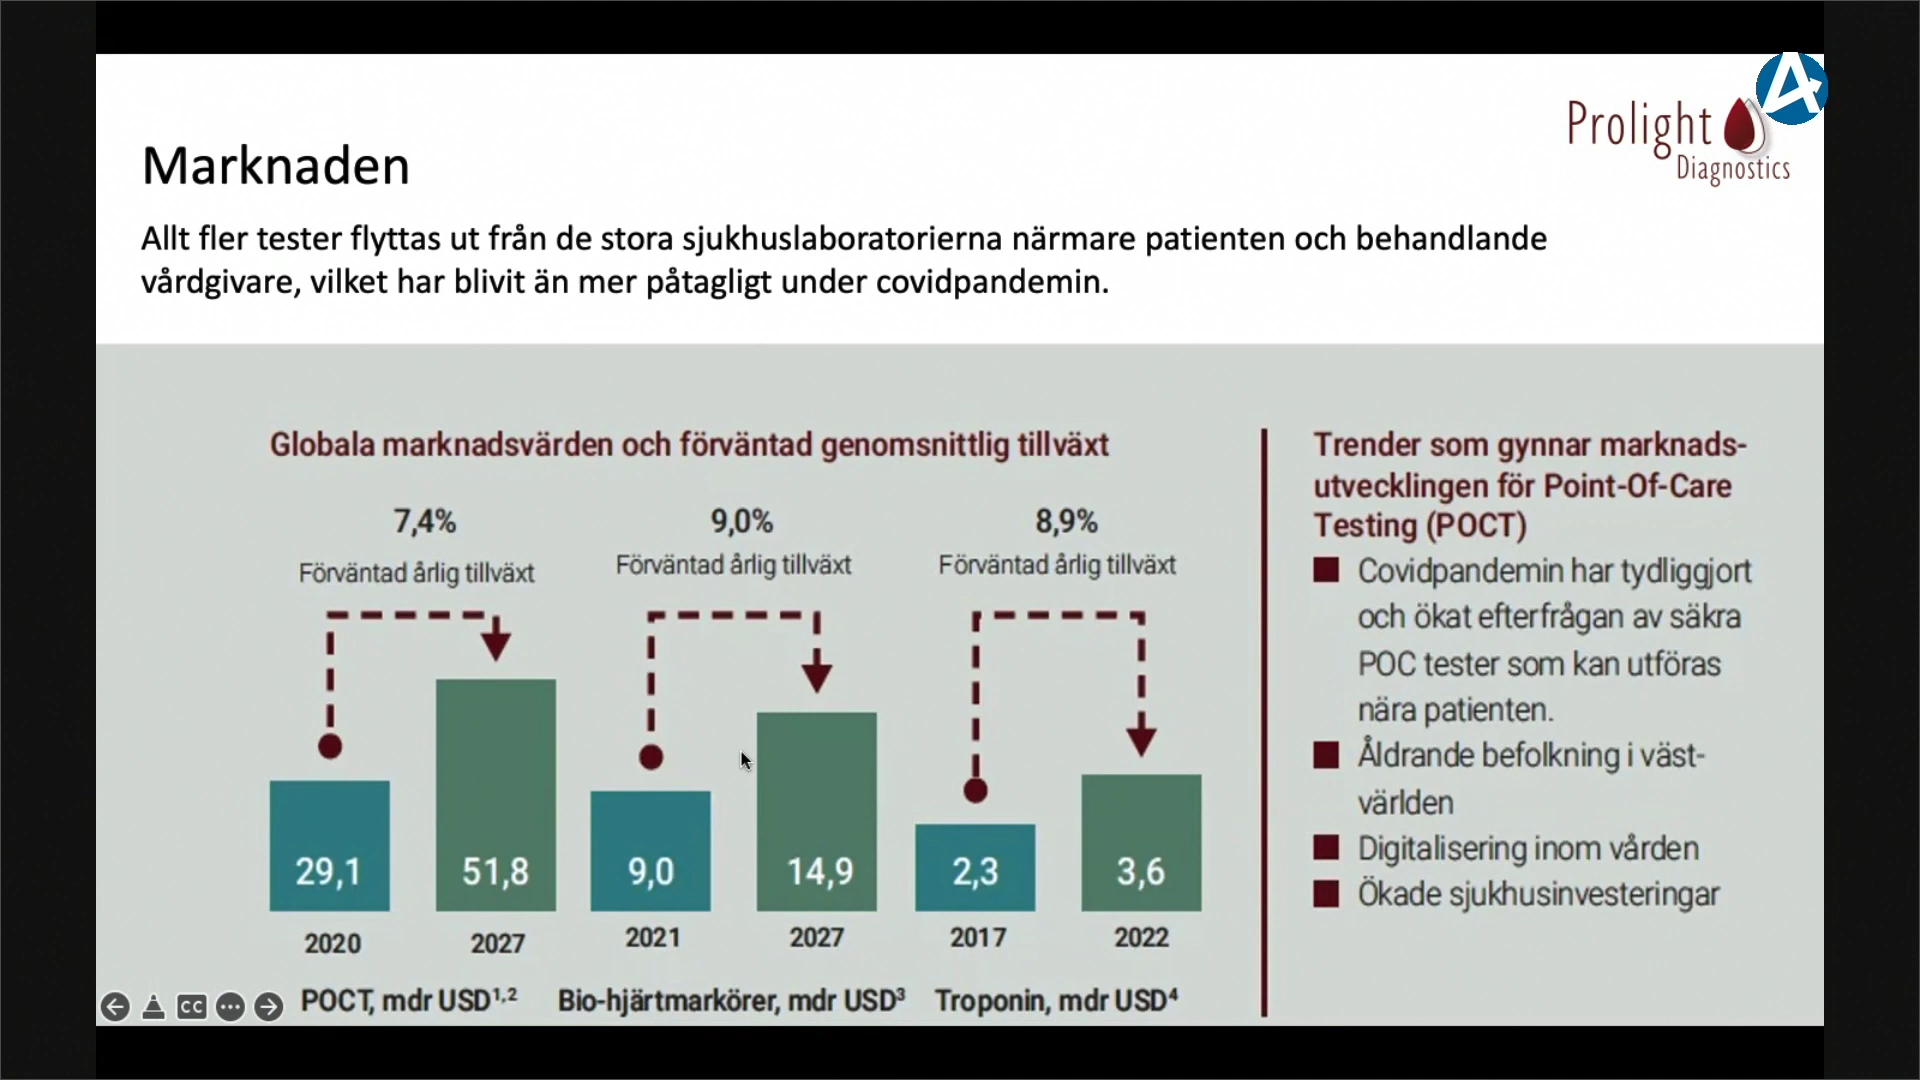 Prolight
Diagnostics
Marknaden
Allt fler tester flyttas ut från de stora sjukhuslaboratorierna närmare patienten och behandlande
vårdgivare, vilket har blivit än mer påtagligt under covidpandemin.
Globala marknadsvärden och förväntad genomsnittlig tillväxt
7,4%
Förväntad årlig tillväxt
9,0%
Förväntad årlig tillväxt
8,9%
Förväntad årlig tillväxt
29,1
51,8
9,0
14,9
2,3
3,6
2020
2027
2021
2027
2017
2022
POCT, mdr USD¹,²
Bio-hjärtmarkörer, mdr USD³
Troponin, mdr USD⁴
CC
Trender som gynnar marknads-
utvecklingen för Point-Of-Care
Testing (POCT)
Covidpandemin har tydliggjort
och ökat efterfrågan av säkra
POC tester som kan utföras
nära patienten.
Åldrande befolkning i väst-
världen
Digitalisering inom vården
Ökade sjukhusinvesteringar